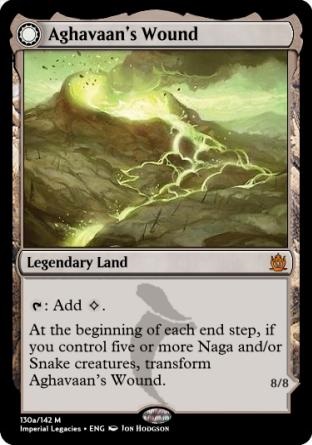 Aghavaan's Wound
Legendary Land
: Add .
At the beginning of each end step, if
you control five or more Naga and/or
Snake creatures, transform
Aghavaan's Wound.
8/8
130a/142 M
Imperial Legacies • ENG Jon Hodgson